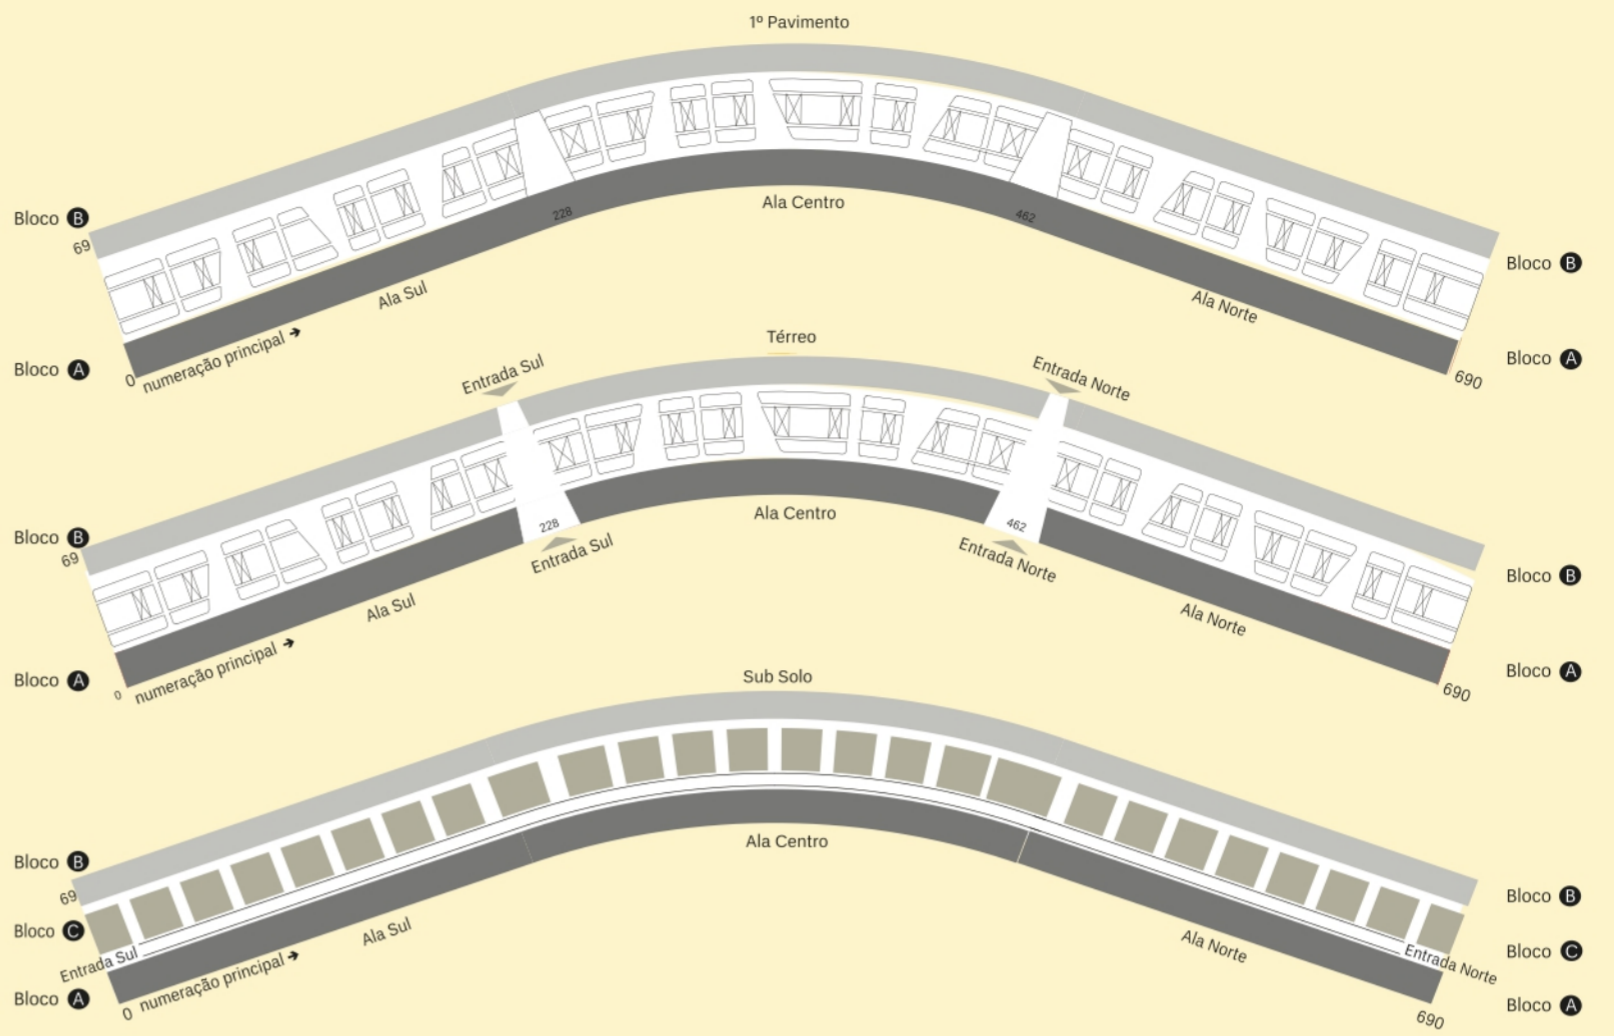 1º Pavimento
Bloco B
69
Bloco A
0
numeração principal ➔
Ala Sul
228
Ala Centro
462
Ala Norte
690
Bloco B
Bloco A
Térreo
Entrada Sul
Entrada Norte
Bloco B
69
Bloco A
0
numeração principal ➔
Ala Sul
228
Entrada Sul
Ala Centro
462
Entrada Norte
Ala Norte
690
Bloco B
Bloco A
Sub Solo
Bloco B
69
Bloco C
Entrada Sul
Bloco A
0
numeração principal ➔
Ala Sul
Ala Centro
Ala Norte
Entrada Norte
690
Bloco B
Bloco C
Bloco A